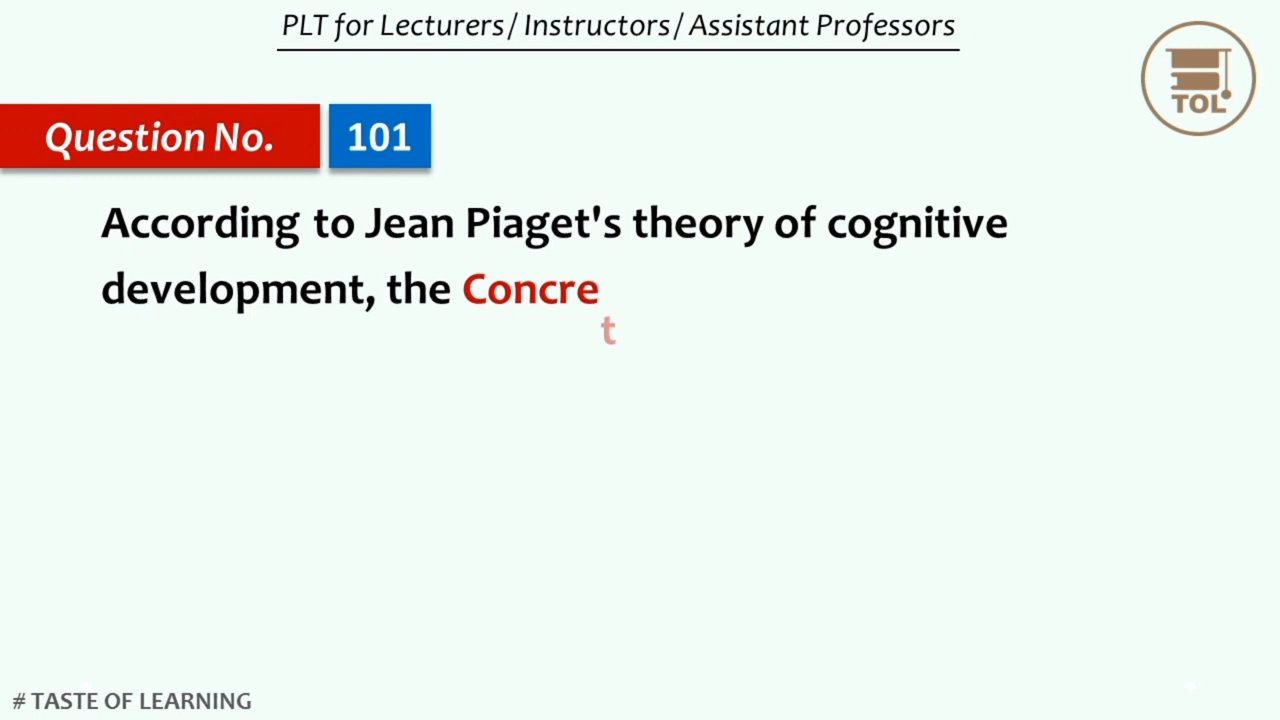 PLT for Lecturers/ Instructors/ Assistant Professors
TOL
Question No. 101
According to Jean Piaget's theory of cognitive
development, the Concret
# TASTE OF LEARNING